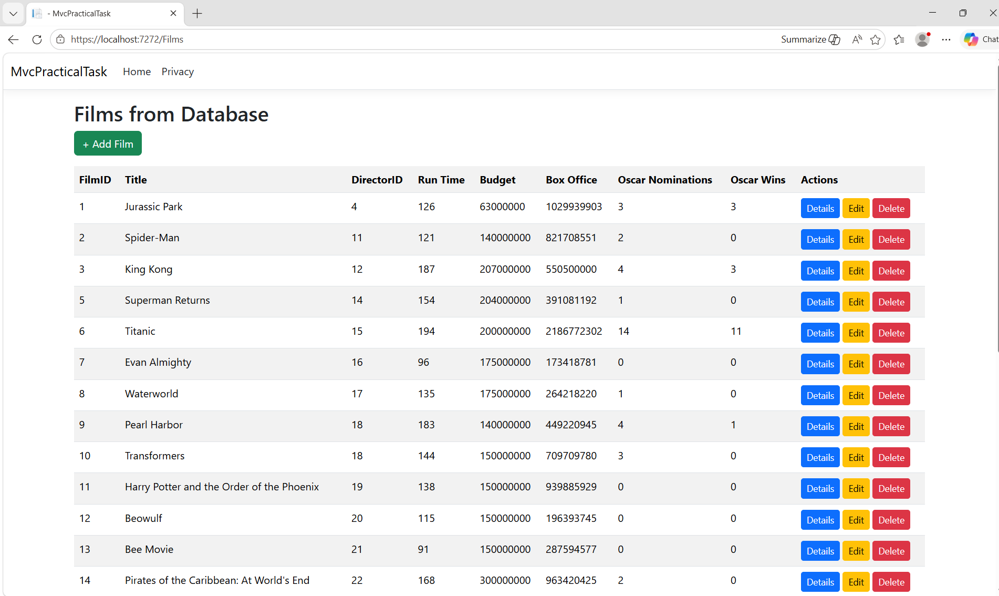 - MvcPracticalTask
https://localhost:7272/Films
Summarize
Chat
MvcPracticalTask Home Privacy
Films from Database
+ Add Film
FilmID Title DirectorID Run Time Budget Box Office Oscar Nominations Oscar Wins Actions
1 Jurassic Park 4 126 63000000 1029939903 3 3 Details Edit Delete
2 Spider-Man 11 121 140000000 821708551 2 0 Details Edit Delete
3 King Kong 12 187 207000000 550500000 4 3 Details Edit Delete
5 Superman Returns 14 154 204000000 391081192 1 0 Details Edit Delete
6 Titanic 15 194 200000000 2186772302 14 11 Details Edit Delete
7 Evan Almighty 16 96 175000000 173418781 0 0 Details Edit Delete
8 Waterworld 17 135 175000000 264218220 1 0 Details Edit Delete
9 Pearl Harbor 18 183 140000000 449220945 4 1 Details Edit Delete
10 Transformers 18 144 150000000 709709780 3 0 Details Edit Delete
11 Harry Potter and the Order of the Phoenix 19 138 150000000 939885929 0 0 Details Edit Delete
12 Beowulf 20 115 150000000 196393745 0 0 Details Edit Delete
13 Bee Movie 21 91 150000000 287594577 0 0 Details Edit Delete
14 Pirates of the Caribbean: At World's End 22 168 300000000 963420425 2 0 Details Edit Delete